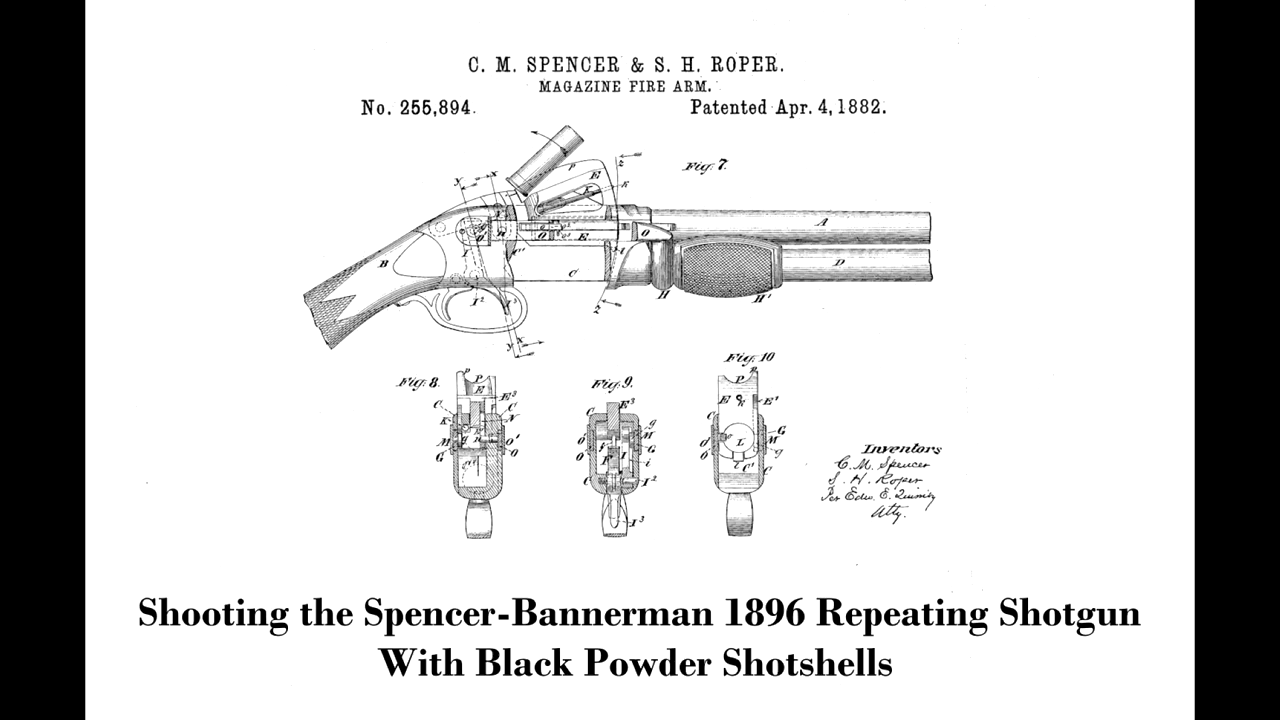 C. M. SPENCER & S. H. ROPER.
MAGAZINE FIRE ARM.
No. 255,894. Patented Apr. 4, 1882.
Fig. 7.
A
B
C
D
H
H'
Fig. 8.
Fig. 9.
Fig. 10
Inventors
C. M. Spencer
S. H. Roper
Per Edw. E. Quimby
Atty.
Shooting the Spencer-Bannerman 1896 Repeating Shotgun
With Black Powder Shotshells